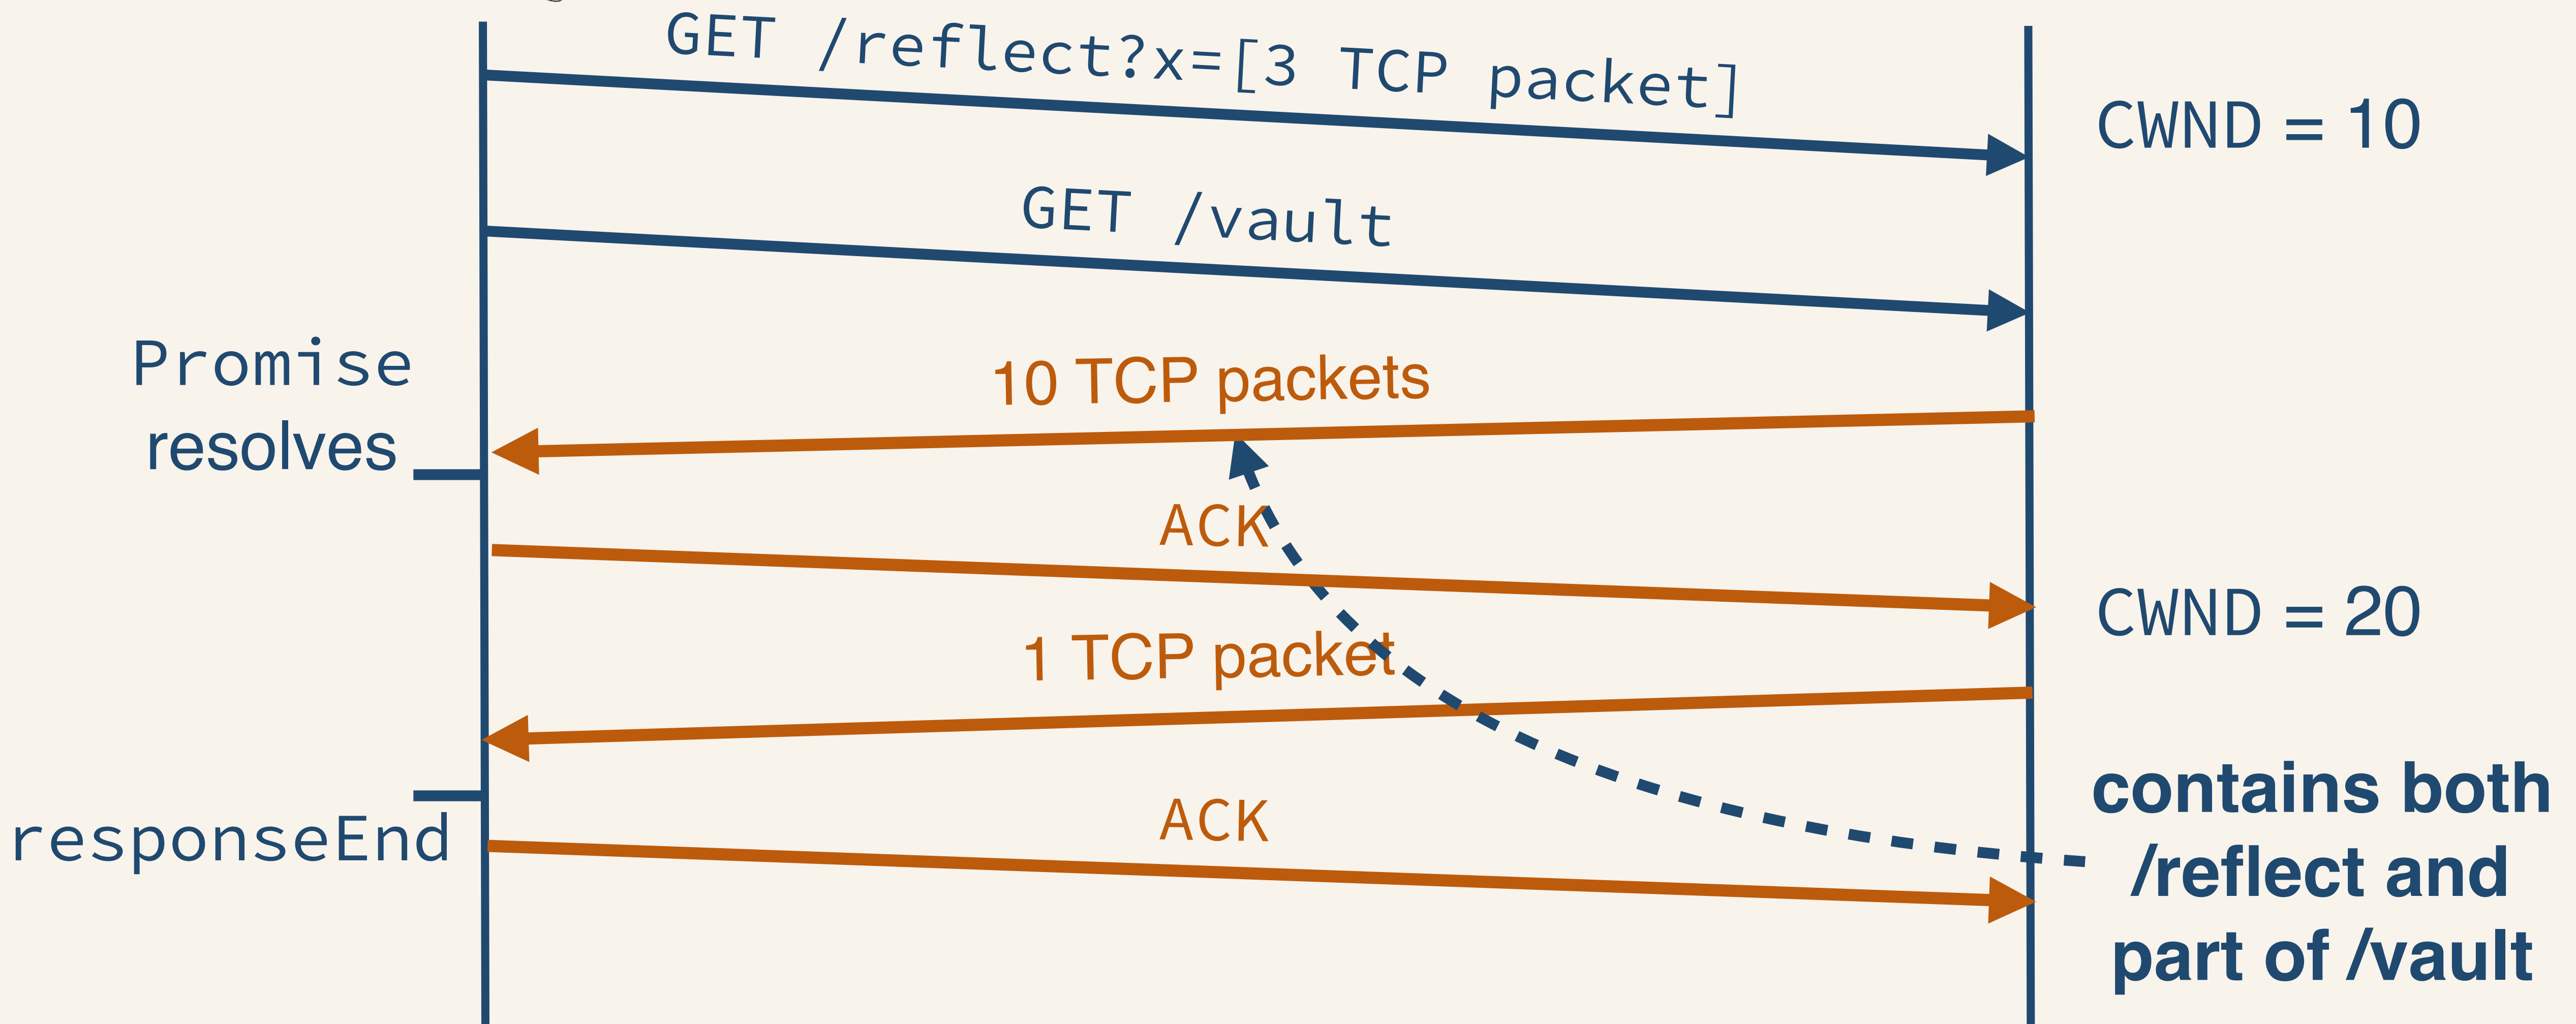 GET /reflect?x=[3 TCP packet]
CWND = 10
GET /vault
Promise
resolves
10 TCP packets
ACK
CWND = 20
1 TCP packet
contains both
/reflect and
part of /vault
responseEnd
ACK